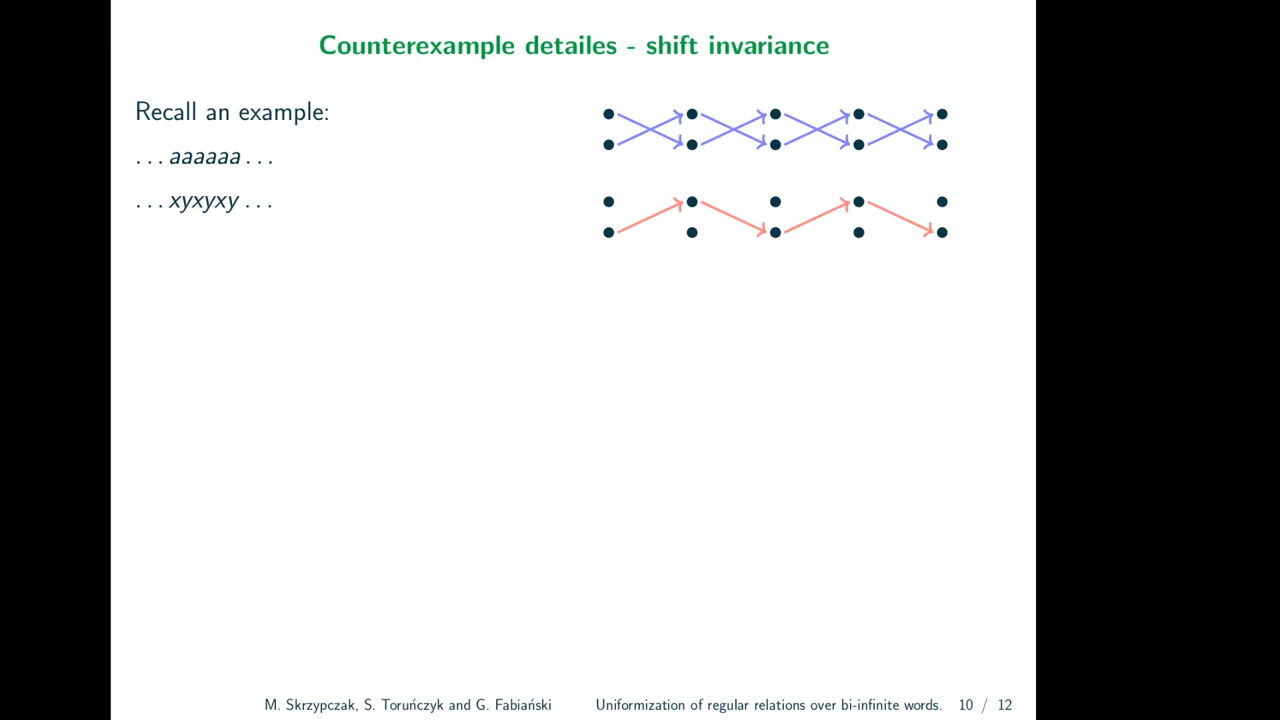 Counterexample detailes - shift invariance
Recall an example:
...aaaaaa...
...xyxyxy...
M. Skrzypczak, S. Toruńczyk and G. Fabiański Uniformization of regular relations over bi-infinite words. 10 / 12